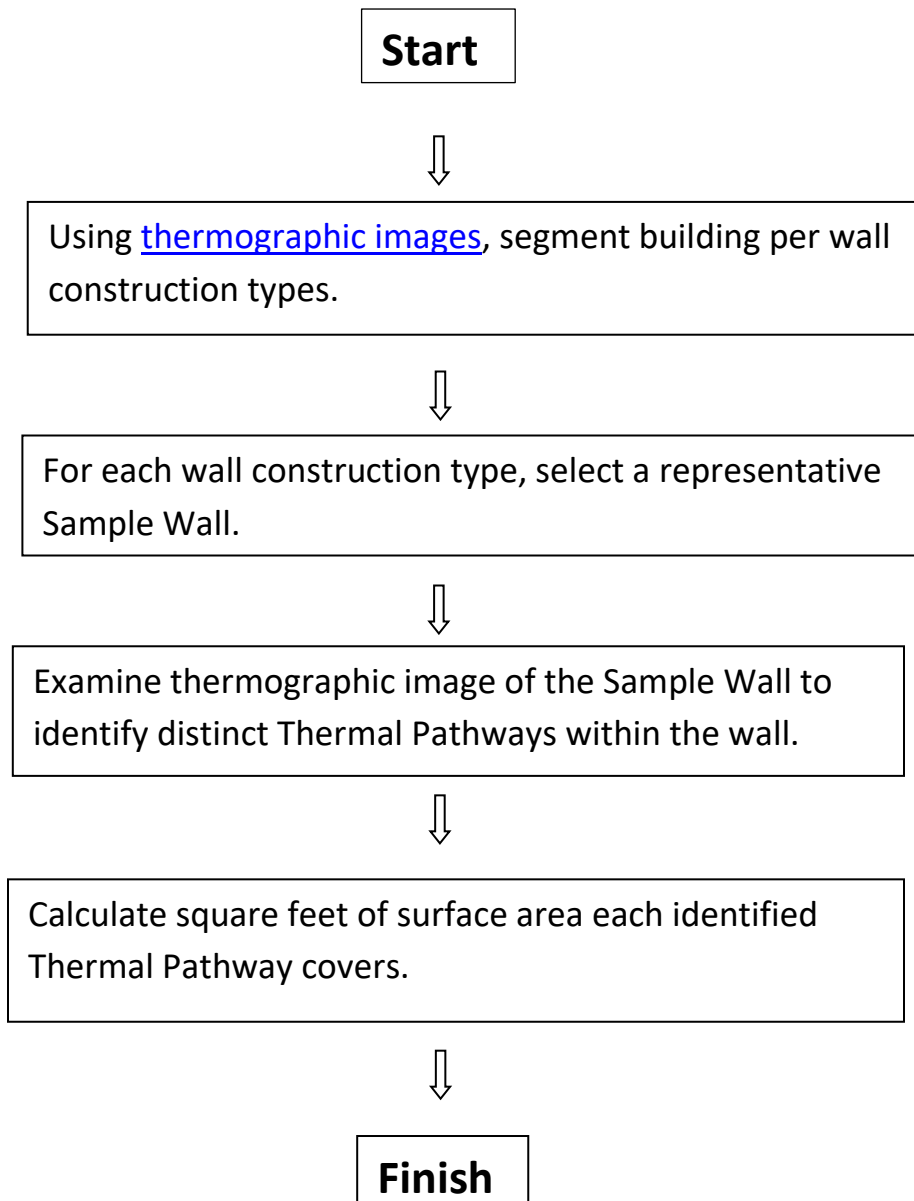 Start
Using thermographic images, segment building per wall
construction types.
For each wall construction type, select a representative
Sample Wall.
Examine thermographic image of the Sample Wall to
identify distinct Thermal Pathways within the wall.
Calculate square feet of surface area each identified
Thermal Pathway covers.
Finish